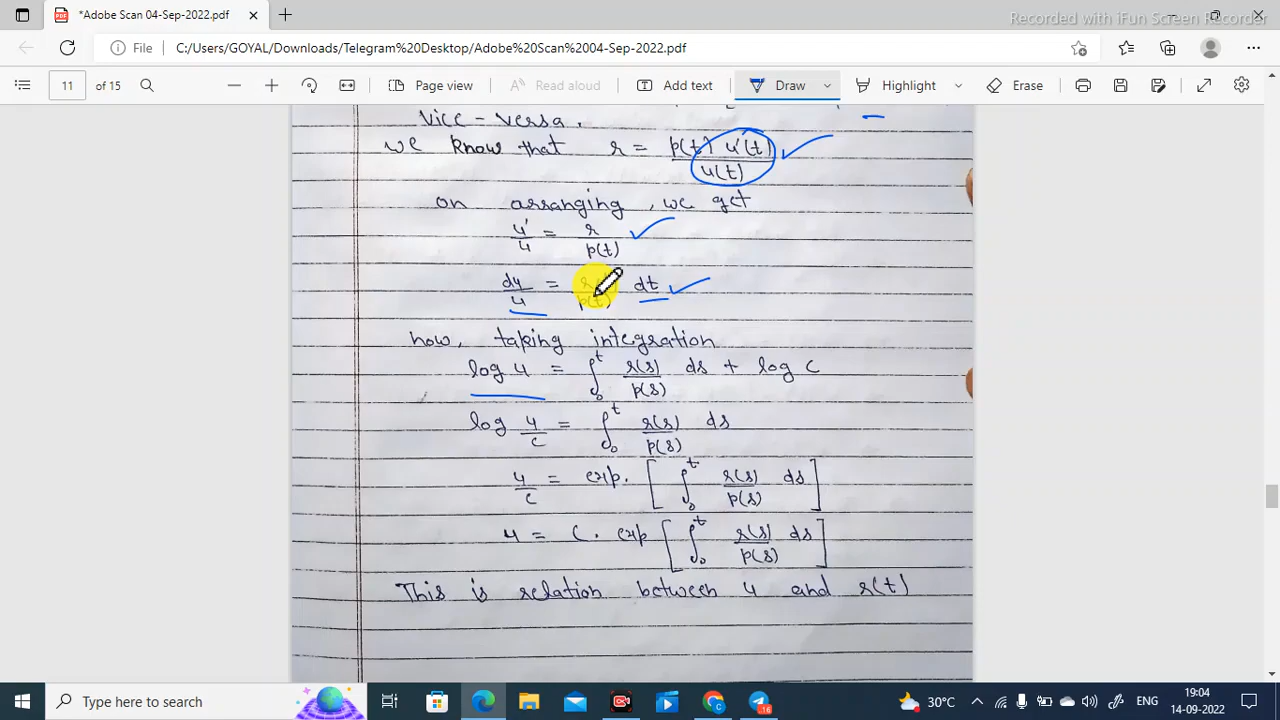 *Adobe Scan 04-Sep-2022.pdf
Recorded with iFun Screen Recorder
File C:/Users/GOYAL/Downloads/Telegram%20Desktop/Adobe%20Scan%2004-Sep-2022.pdf
11 of 15 Page view Read aloud Add text Draw Highlight Erase
Vice - Versa.
We know that r = p(t) u'(t) / u(t)
on arranging, we get
u'/u = r/p(t)
du/u = r/p(t) dt
now, taking integration
log u = ∫₀ᵗ r(s)/p(s) ds + log C
log u/c = ∫₀ᵗ r(s)/p(s) ds
u/c = exp. [∫₀ᵗ r(s)/p(s) ds]
u = C. exp [∫₀ᵗ r(s)/p(s) ds]
This is relation between u and r(t)
Type here to search 16 30°C ENG 19:04 14-09-2022